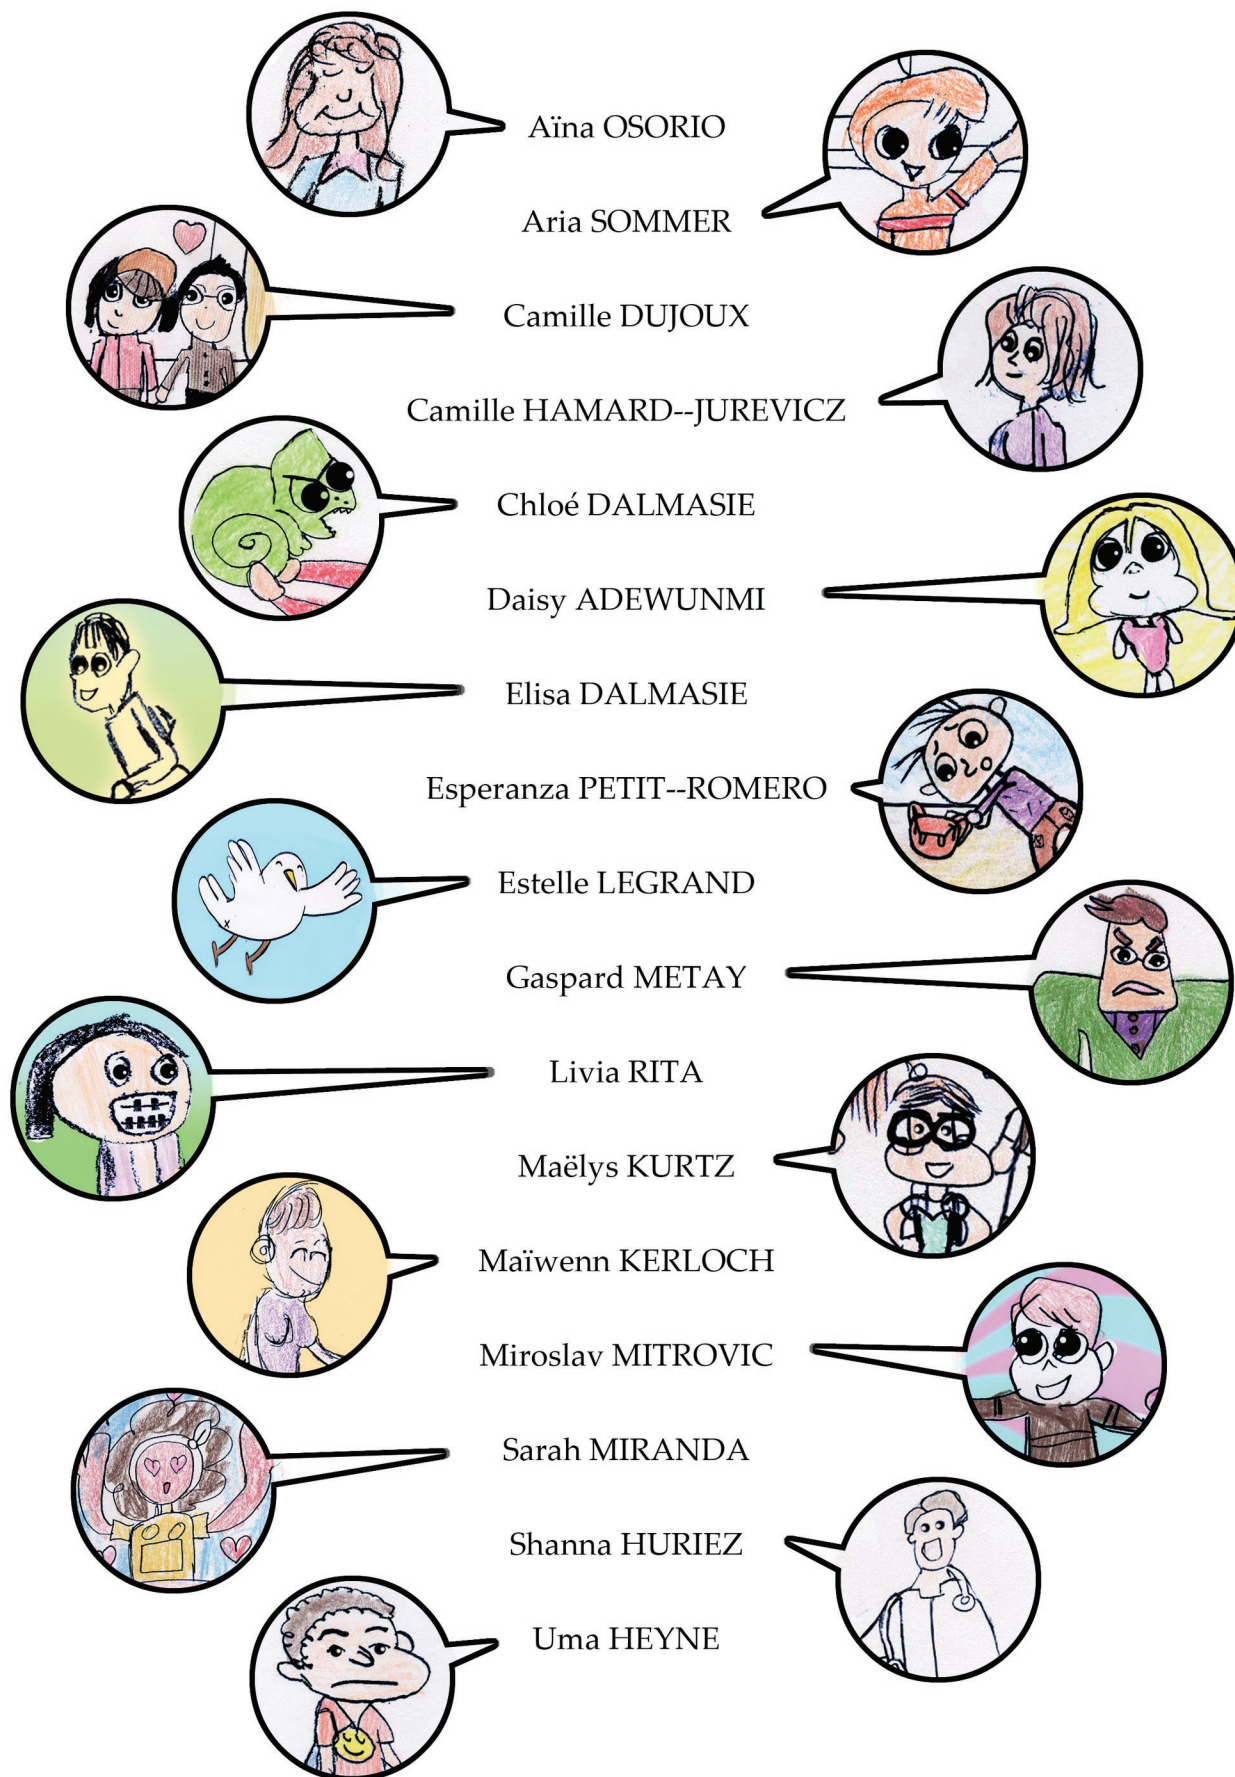 Aïna OSORIO
Aria SOMMER
Camille DUJOUX
Camille HAMARD--JUREVICZ
Chloé DALMASIE
Daisy ADEWUNMI
Elisa DALMASIE
Esperanza PETIT--ROMERO
Estelle LEGRAND
Gaspard METAY
Livia RITA
Maëlys KURTZ
Maïwenn KERLOCH
Miroslav MITROVIC
Sarah MIRANDA
Shanna HURIEZ
Uma HEYNE